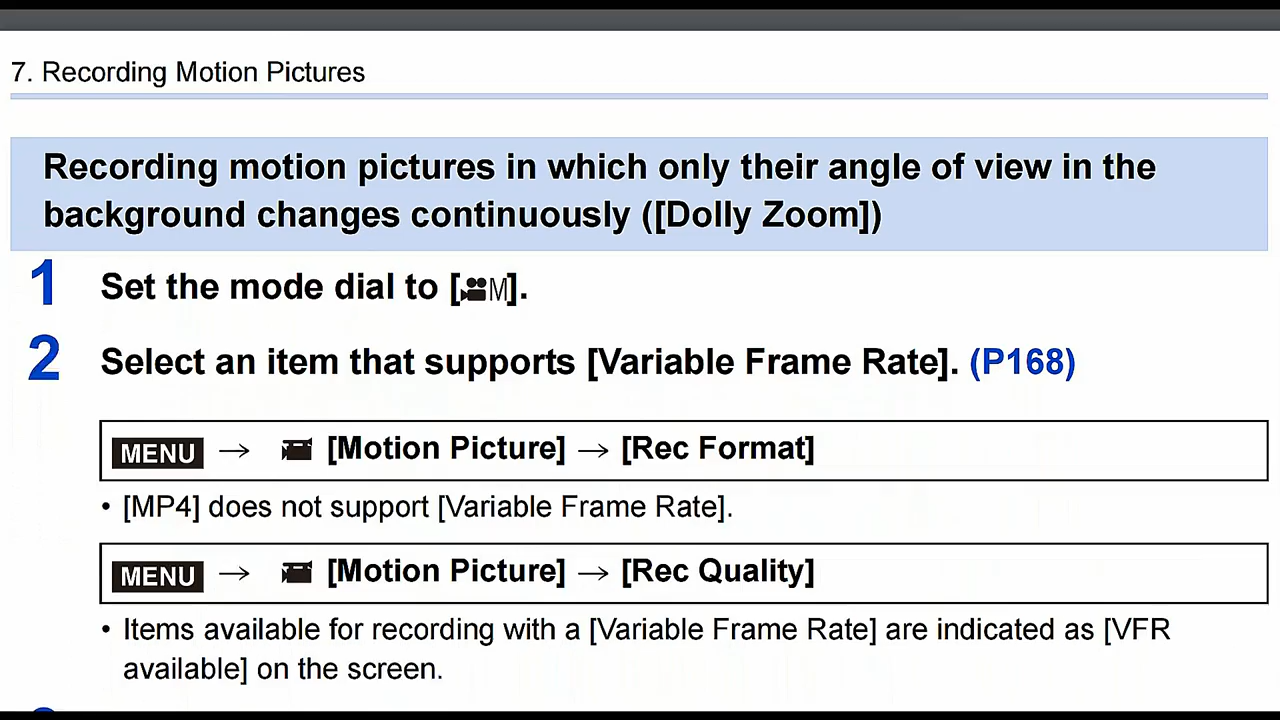 7. Recording Motion Pictures
Recording motion pictures in which only their angle of view in the
background changes continuously ([Dolly Zoom])
1 Set the mode dial to [M].
2 Select an item that supports [Variable Frame Rate]. (P168)
MENU → [Motion Picture] → [Rec Format]
• [MP4] does not support [Variable Frame Rate].
MENU → [Motion Picture] → [Rec Quality]
• Items available for recording with a [Variable Frame Rate] are indicated as [VFR
available] on the screen.